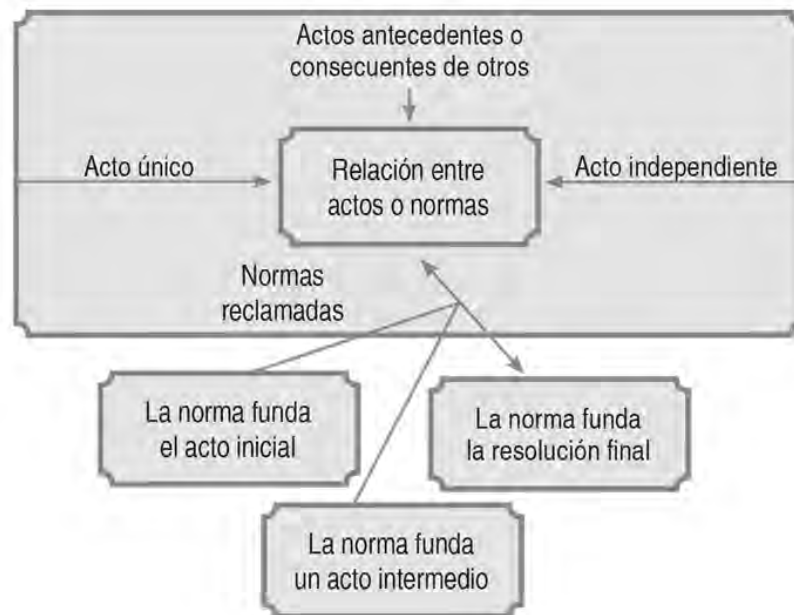 Actos antecedentes o
consecuentes de otros
Acto único
Relación entre
actos o normas
Acto independiente
Normas
reclamadas
La norma funda
el acto inicial
La norma funda
la resolución final
La norma funda
un acto intermedio